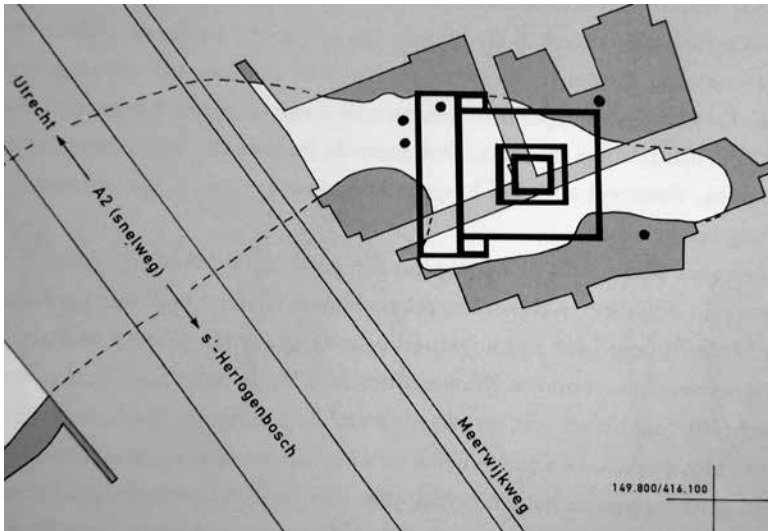 Utrecht
A2 (snelweg)
s'-Hertogenbosch
Meerwijkweg
149.800/416.100